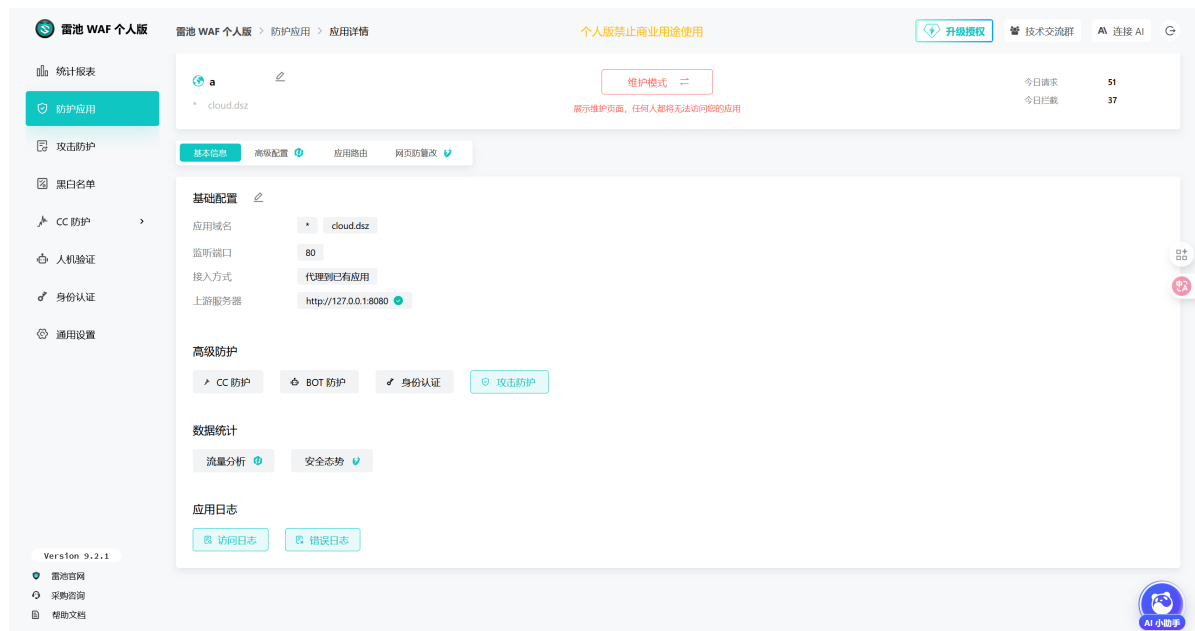 雷池 WAF 个人版
雷池 WAF 个人版 > 防护应用 > 应用详情
个人版禁止商业用途使用
升级授权
技术交流群
连接 AI
统计报表
防护应用
攻击防护
黑白名单
CC 防护
人机验证
身份认证
通用设置
a
* cloud.dsz
维护模式
展示维护页面，任何人都将无法访问您的应用
今日请求 51
今日拦截 37
基本信息
高级配置
应用路由
网页防篡改
基础配置
应用域名 * cloud.dsz
监听端口 80
接入方式 代理到已有应用
上游服务器 http://127.0.0.1:8080
高级防护
CC 防护
BOT 防护
身份认证
攻击防护
数据统计
流量分析
安全态势
应用日志
访问日志
错误日志
Version 9.2.1
雷池官网
采购咨询
帮助文档
AI 小助手